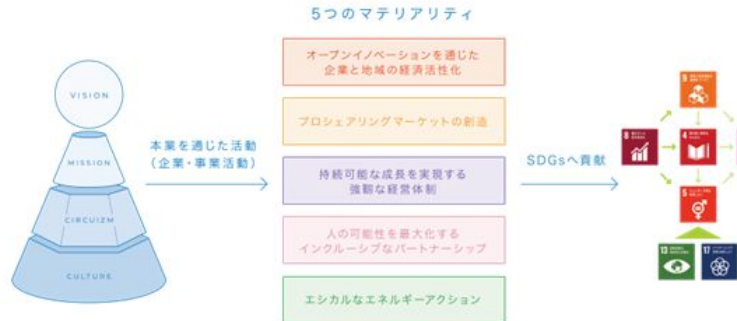 5つのマテリアリティ
VISION
MISSION
CIRCUIZM
CULTURE
本業を通じた活動
(企業・事業活動)
オープンイノベーションを通じた
企業と地域の経済活性化
プロシェアリングマーケットの創造
持続可能な成長を実現する
強靭な経営体制
人の可能性を最大化する
インクルーシブなパートナーシップ
エシカルなエネルギーアクション
SDGsへ貢献
9
8
4
5
13
17